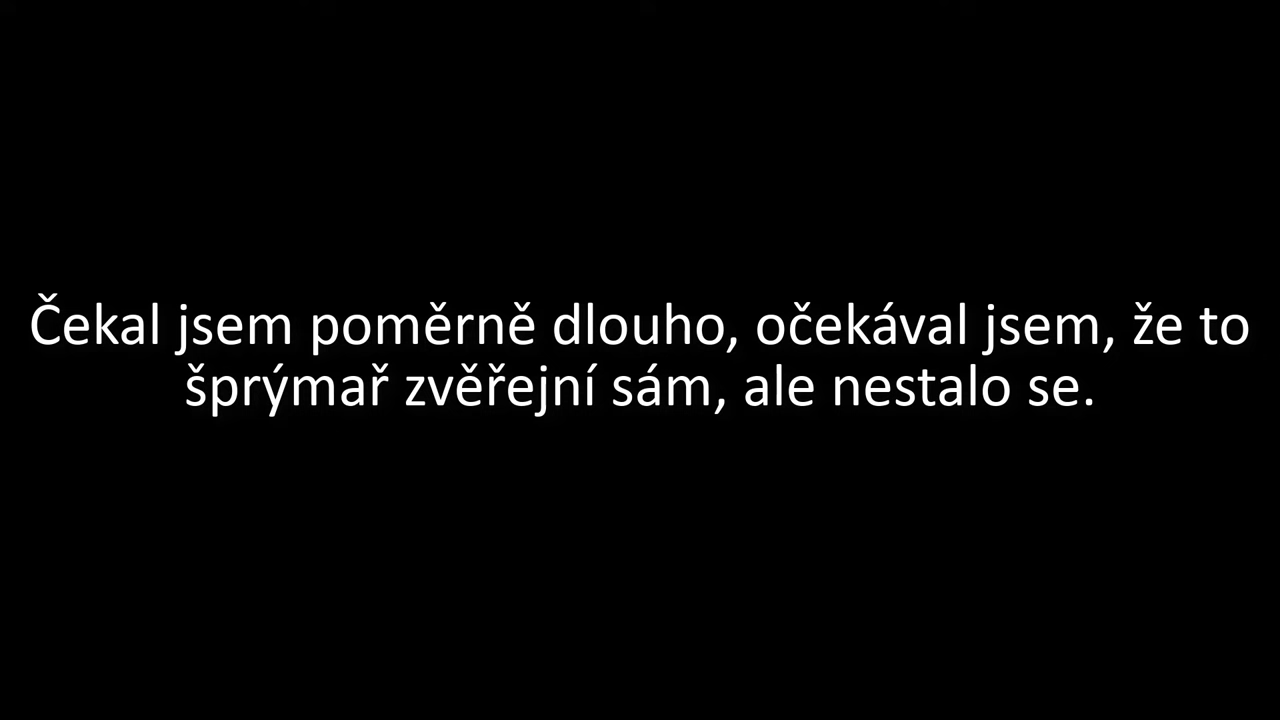 Čekal jsem poměrně dlouho, očekával jsem, že to
šprýmař zvěřejní sám, ale nestalo se.